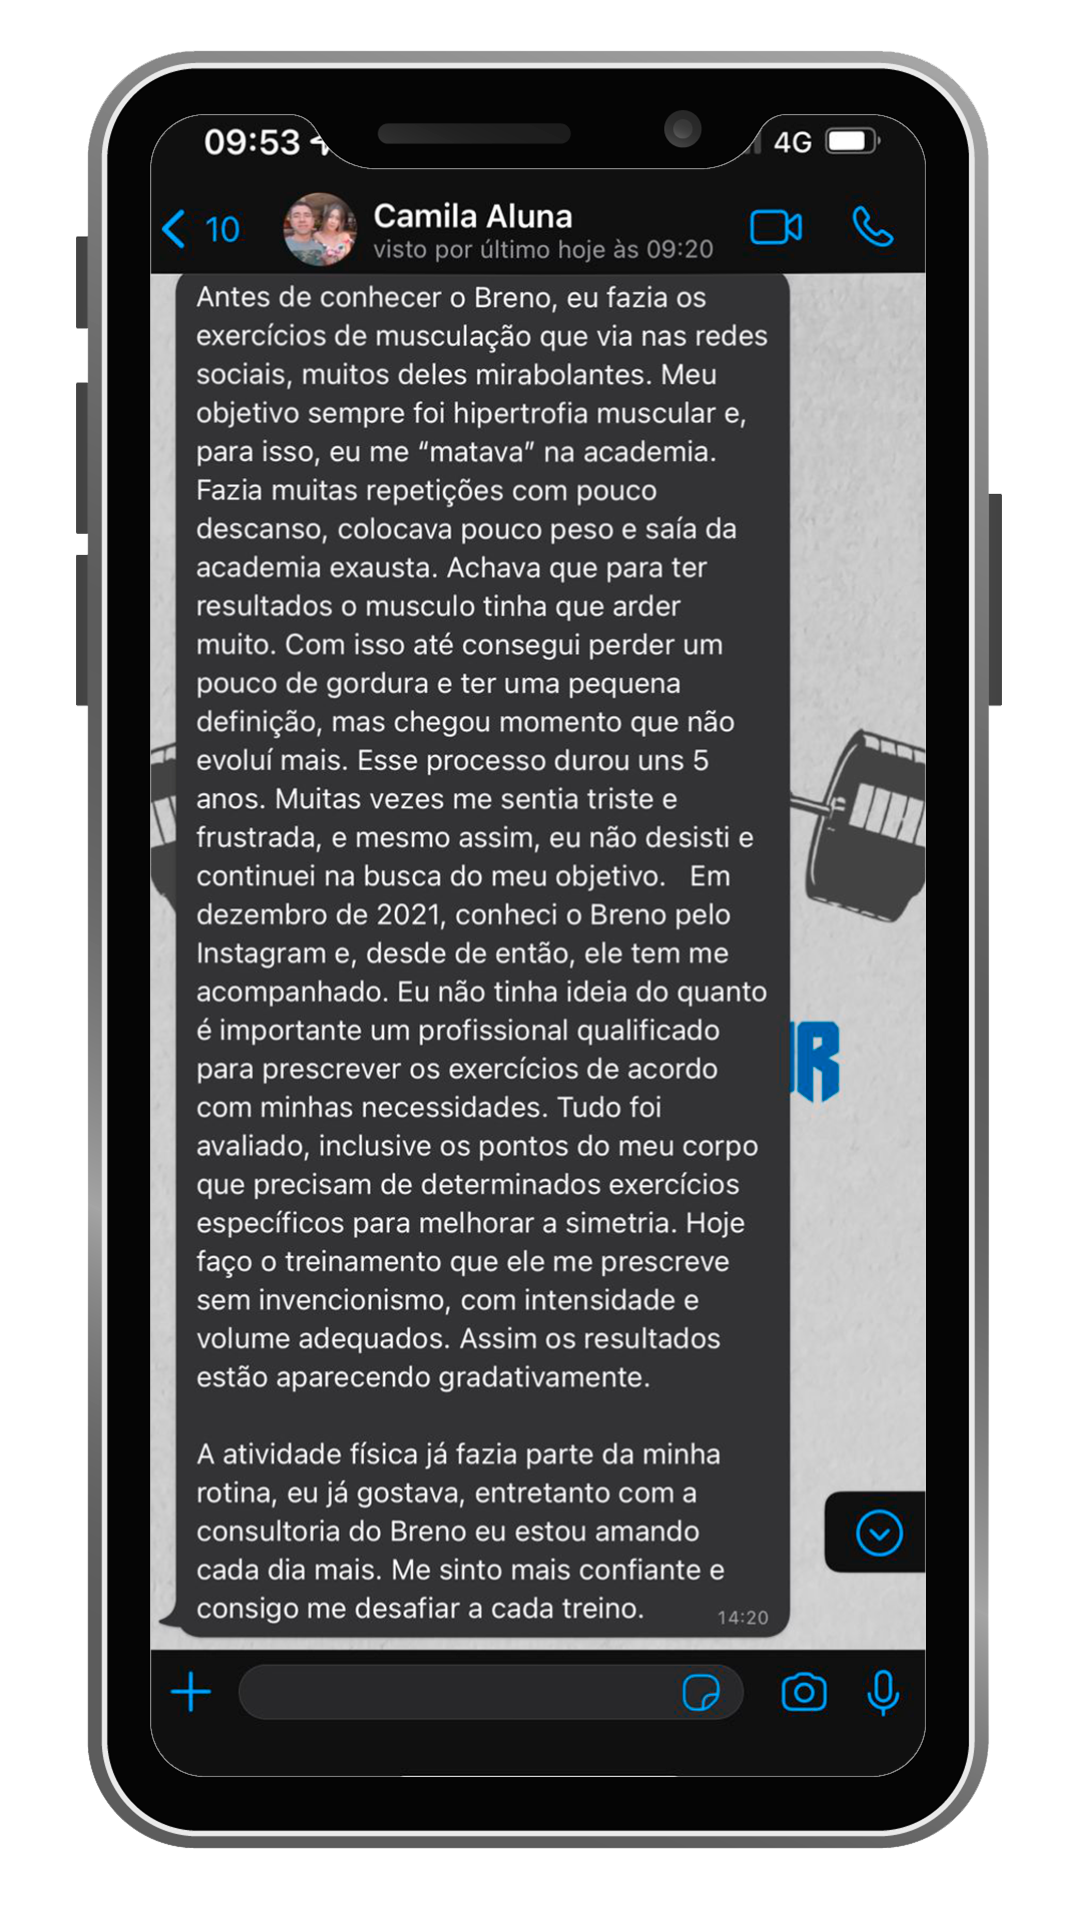 09:53
4G
10
Camila Aluna
visto por último hoje às 09:20
Antes de conhecer o Breno, eu fazia os
exercícios de musculação que via nas redes
sociais, muitos deles mirabolantes. Meu
objetivo sempre foi hipertrofia muscular e,
para isso, eu me “matava” na academia.
Fazia muitas repetições com pouco
descanso, colocava pouco peso e saía da
academia exausta. Achava que para ter
resultados o musculo tinha que arder
muito. Com isso até consegui perder um
pouco de gordura e ter uma pequena
definição, mas chegou momento que não
evoluí mais. Esse processo durou uns 5
anos. Muitas vezes me sentia triste e
frustrada, e mesmo assim, eu não desisti e
continuei na busca do meu objetivo.   Em
dezembro de 2021, conheci o Breno pelo
Instagram e, desde de então, ele tem me
acompanhado. Eu não tinha ideia do quanto
é importante um profissional qualificado
para prescrever os exercícios de acordo
com minhas necessidades. Tudo foi
avaliado, inclusive os pontos do meu corpo
que precisam de determinados exercícios
específicos para melhorar a simetria. Hoje
faço o treinamento que ele me prescreve
sem invencionismo, com intensidade e
volume adequados. Assim os resultados
estão aparecendo gradativamente.
A atividade física já fazia parte da minha
rotina, eu já gostava, entretanto com a
consultoria do Breno eu estou amando
cada dia mais. Me sinto mais confiante e
consigo me desafiar a cada treino.
14:20